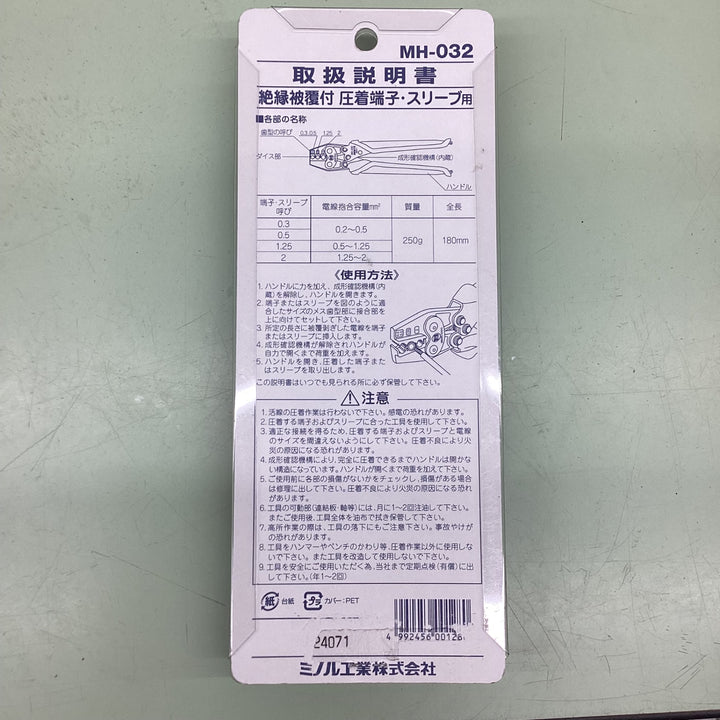 MH-032
取扱説明書
絶縁被覆付 圧着端子・スリーブ用
■各部の名称
歯型の呼び 0.3 0.5 1.25 2
ダイス部
成形確認機構(内蔵)
ハンドル
端子・スリーブ呼び 電線抱合容量mm² 質量 全長
0.3
0.5
0.2~0.5
1.25 0.5~1.25
2 1.25~2
250g 180mm
《使用方法》
1. ハンドルに力を加え、成形確認機構(内
蔵)を解除し、ハンドルを開きます。
2. 端子またはスリーブを図のように適
合したサイズのメス歯型部に接合部を
上に向けてセットして下さい。
3. 所定の長さに被覆剥ぎした電線を端子
またはスリーブに挿入します。
4. 成形確認機構が解除されハンドルが
自力で開くまで荷重を加えます。
5. ハンドルを開き、圧着した端子また
はスリーブを取り出します。
この説明書はいつでも見られる所に必ず保管して下さい。
⚠注意
1. 活線の圧着作業は行わないで下さい。感電の恐れがあります。
2. 圧着する端子およびスリーブに合った工具を使用して下さい。
3. 適正な接続を得るため、圧着する端子およびスリーブと電線
のサイズを間違えないようにして下さい。圧着不良により火
災の原因になる恐れがあります。
4. 成形確認機構により、完全に圧着できるまでハンドルは開かな
い構造になっています。ハンドルが開くまで荷重を加えて下さい。
5. ご使用前に各部の損傷がないかをチェックし、損傷がある場合
は修理に出して下さい。圧着不良により火災の原因になる恐れ
があります。
6. 工具の可動部(連結板・軸等)には、月に1~2回注油して下さい。
またご使用後、工具全体を油布で拭き保管して下さい。
7. 高所作業の際は、工具の落下にもご注意下さい。事故やけが
の恐れがあります。
8. 工具をハンマーやペンチのかわり等、圧着作業以外に使用しな
いで下さい。また工具を改造して使用しないで下さい。
9. 工具を安全にご使用いただく為、当社まで定期点検(有償)に出
して下さい。(年1~2回)
紙 台紙 プラ カバー:PET
24071
4 992456 00126
ミノル工業株式会社